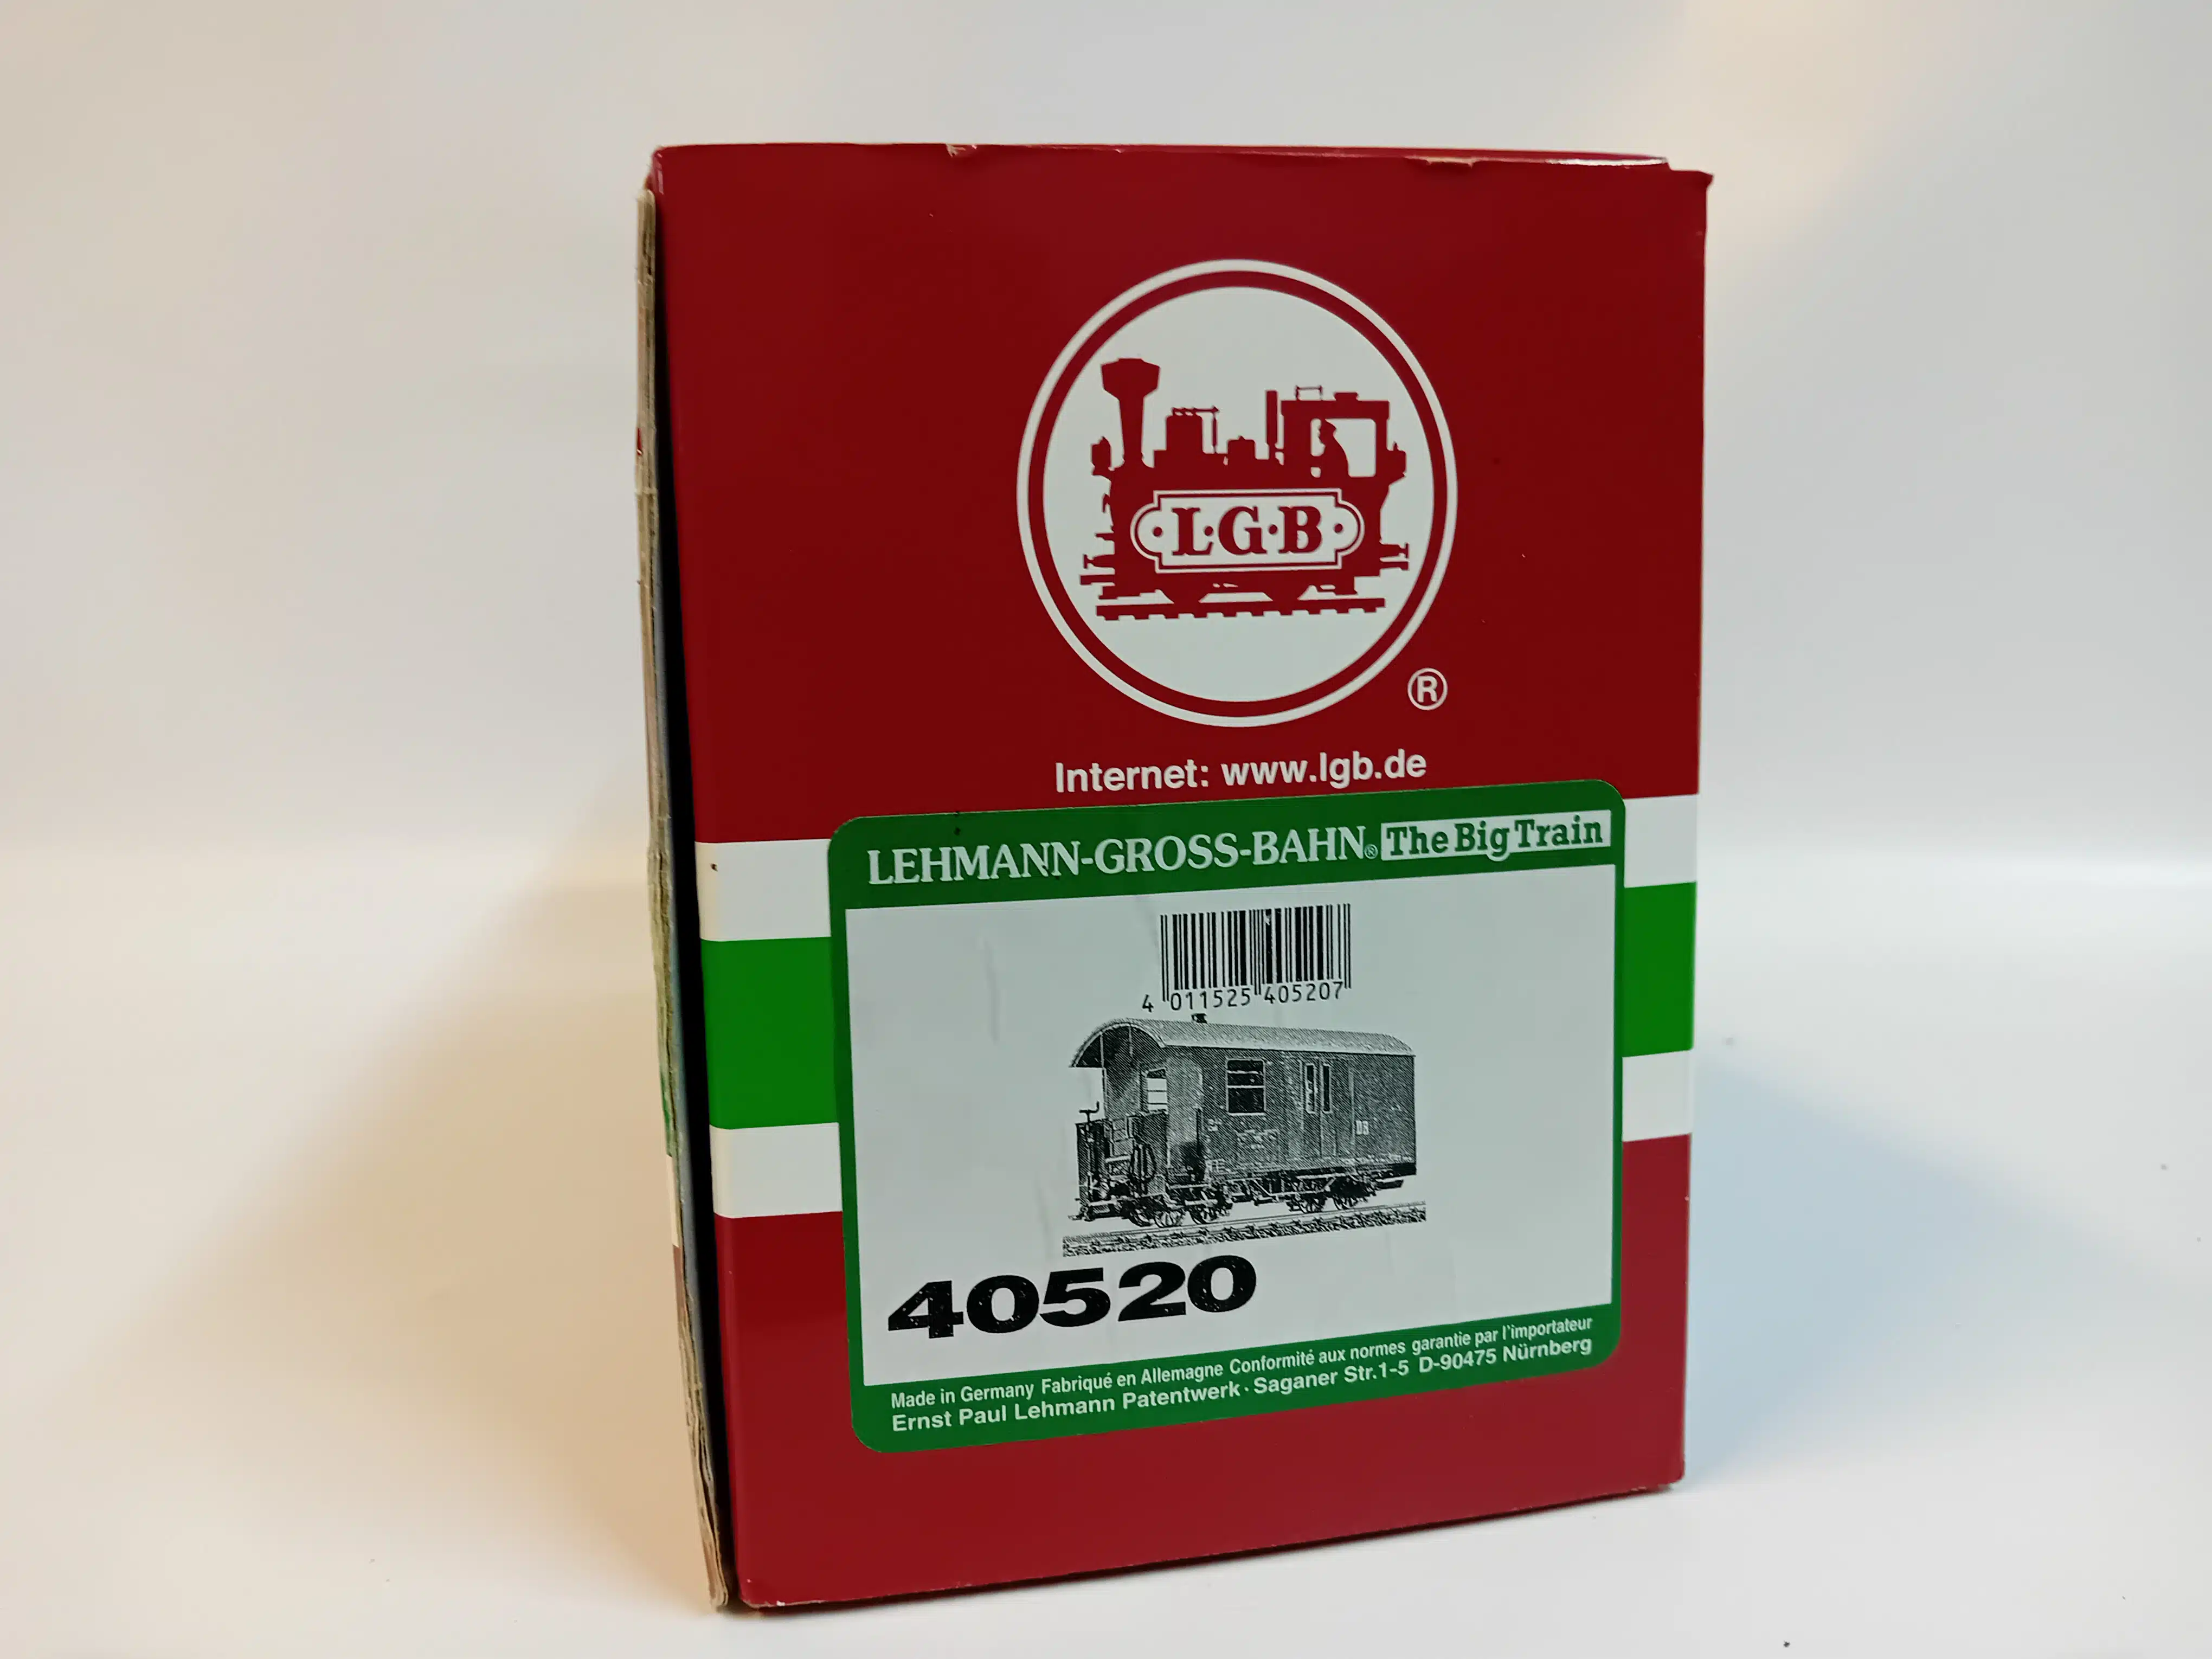 L·G·B
®
Internet: www.lgb.de
LEHMANN-GROSS-BAHN® The Big Train
4 011525 405207
40520
Made in Germany Fabriqué en Allemagne Conformité aux normes garantie par l'importateur
Ernst Paul Lehmann Patentwerk · Saganer Str.1-5 D-90475 Nürnberg